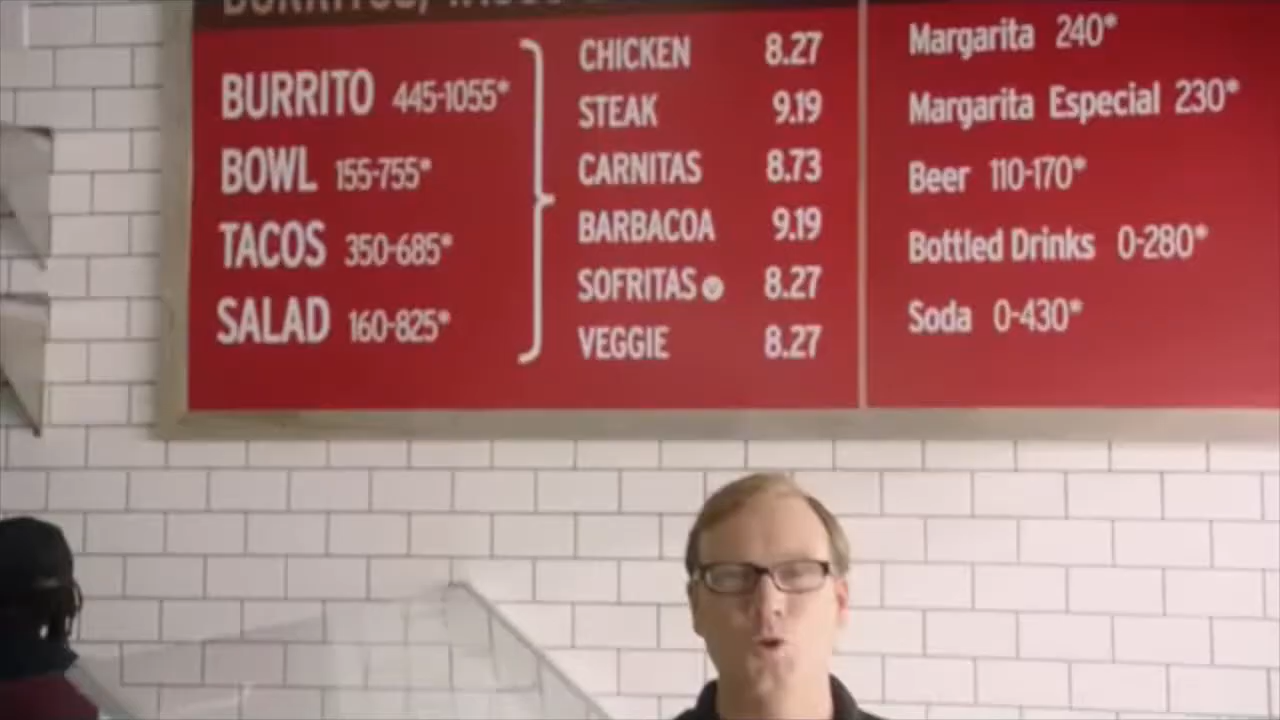 BURRITO 445-1055*
BOWL 155-755*
TACOS 350-685*
SALAD 160-825*
CHICKEN 8.27
STEAK 9.19
CARNITAS 8.73
BARBACOA 9.19
SOFRITAS 8.27
VEGGIE 8.27
Margarita 240*
Margarita Especial 230*
Beer 110-170*
Bottled Drinks 0-280*
Soda 0-430*